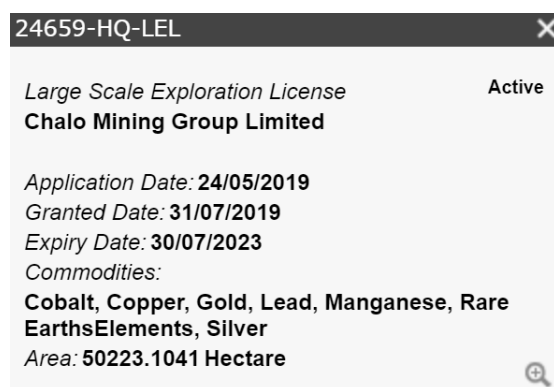 24659-HQ-LEL
Large Scale Exploration License Active
Chalo Mining Group Limited
Application Date: 24/05/2019
Granted Date: 31/07/2019
Expiry Date: 30/07/2023
Commodities:
Cobalt, Copper, Gold, Lead, Manganese, Rare
EarthsElements, Silver
Area: 50223.1041 Hectare